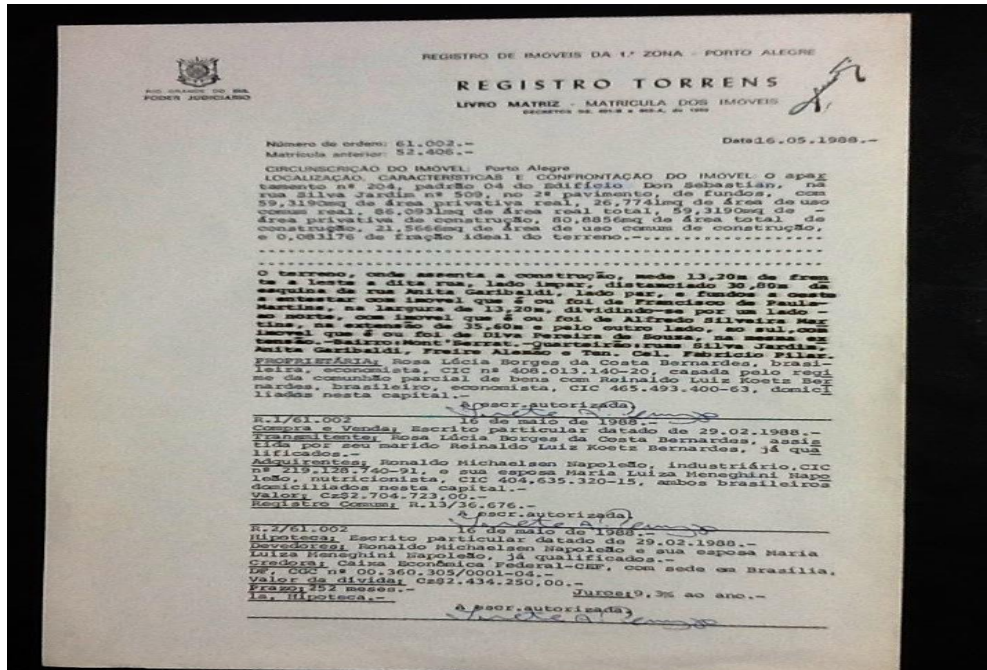 REGISTRO DE IMOVEIS DA 1.ª ZONA - PORTO ALEGRE
RIO GRANDE DO SUL
PODER JUDICIÁRIO
REGISTRO TORRENS
LIVRO MATRIZ - MATRICULA DOS IMÓVEIS
Número de ordem: 61.002.-
Data:16.05.1988.-
Matricula anterior: 52.406.-
CIRCUNSCRIÇÃO DO IMÓVEL: Porto Alegre
LOCALIZAÇÃO, CARACTERÍSTICAS E CONFRONTAÇÃO DO IMÓVEL: O apar
tamento nº 204, padrão 04 do Edifício Don Sebastian, na
rua Silva Jardim nº 509, no 2º pavimento, de fundos, com
59,3190mq de área privativa real, 26,7741mq de área de uso
comum real, 86,0931mq de área real total, 59,3190mq de -
área privativa de construção, 80,8856mq de área total de
construção, 21,5666mq de área de uso comum de construção,
e 0,083176 de fração ideal do terreno.-
O terreno, onde assenta a construção, mede 13,20m de fren
te a leste a dita rua, lado impar, distanciado 30,80m da
esquina da rua Anita Garibaldi, lado par, e fundos a oeste
a entestar com imovel que é ou foi de Francisco de Paula-
Martins, na largura de 13,20m, dividindo-se por um lado -
ao norte com imovel que é ou foi de Alfredo Silveira Mar
tins, na extensão de 35,60m e pelo outro lado, ao sul,com
imovel que é ou foi de Diva Pereira de Souza, na mesma ex
tensão.-Bairro:Mont'Serrat.-Quarteirão:ruas Silva Jardim,
Anita Garibaldi, Freire Alemão e Ten. Cel. Fabricio Pilar.
PROPRIETÁRIA: Rosa Lúcia Borges da Costa Bernardes, brasi-
leira, economista, CIC nº 408.013.140-20, casada pelo regi
me da comunhão parcial de bens com Reinaldo Luiz Koetz Ber
nardes, brasileiro, economista, CIC 465.493.400-63, domici
liados nesta capital.-
A escr.autorizada)
R.1/61.002 16 de maio de 1988.-
Compra e Venda: Escrito particular datado de 29.02.1988.-
Transmitente: Rosa Lúcia Borges da Costa Bernardes, assis
tida por seu marido Reinaldo Luiz Koetz Bernardes, já qua
lificados.-
Adquirentes: Ronaldo Michaelsen Napoleão, industriário,CIC
nº 219.128.740-91, e sua esposa Maria Luiza Meneghini Napo
leão, nutricionista, CIC 404.635.320-15, ambos brasileiros
domiciliados nesta capital.-
Valor: Cz$2.704.723,00.-
Registro Comum: R.13/36.676.-
A escr.autorizada)
R.2/61.002 16 de maio de 1988.-
Hipoteca: Escrito particular datado de 29.02.1988.-
Devedores: Ronaldo Michaelsen Napoleão e sua esposa Maria
Luiza Meneghini Napoleão, já qualificados.-
Credora: Caixa Econômica Federal-CEF, com sede em Brasília,
DF, CGC nº 00.360.305/0001-04.-
Valor da dívida: Cz$2.434.250,00.-
Prazo:252 meses.- Juros:9,3% ao ano.-
1a. Hipoteca.-
A escr.autorizada)